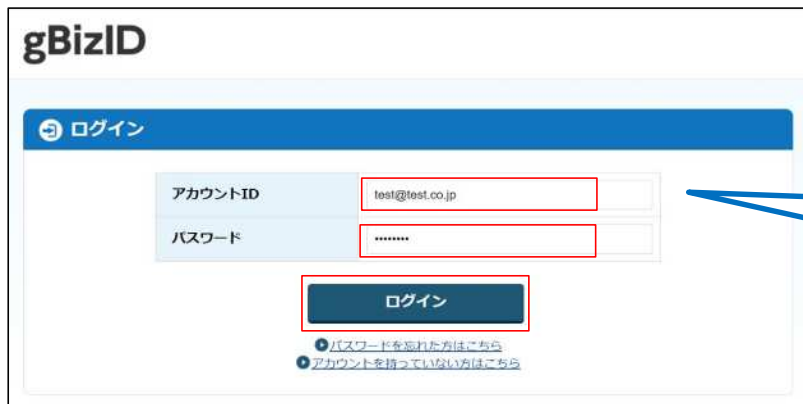 gBizID
ログイン
アカウントID
test@test.co.jp
パスワード
••••••••
ログイン
パスワードを忘れた方はこちら
アカウントを持っていない方はこちら